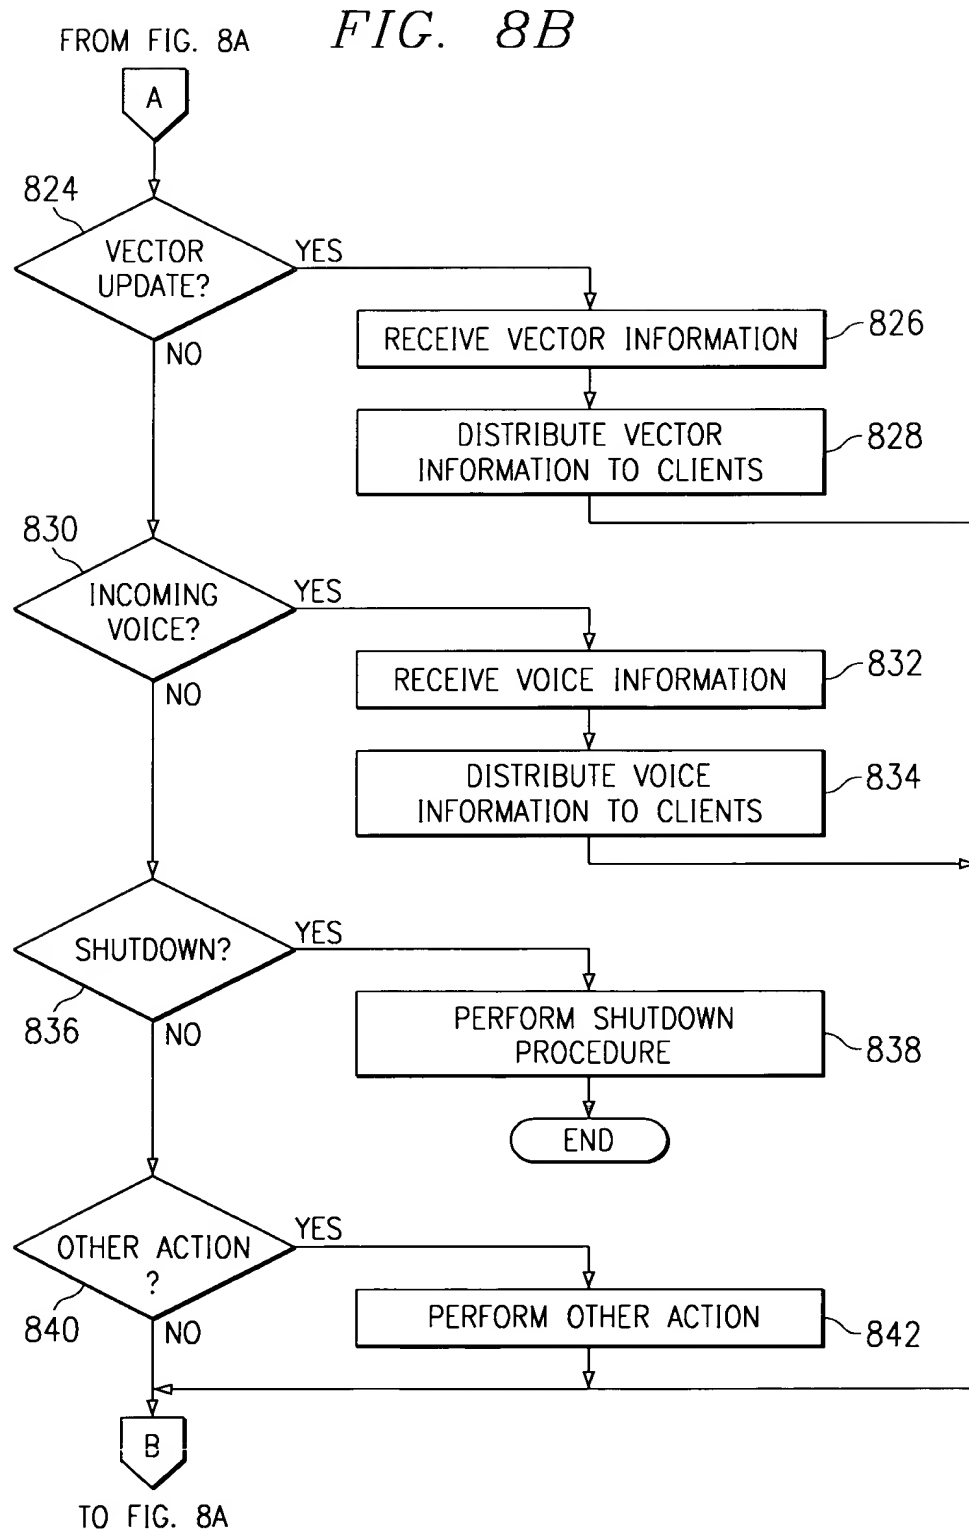 FIG. 8B
FROM FIG. 8A
A
824
VECTOR
UPDATE?
YES
NO
RECEIVE VECTOR INFORMATION
826
DISTRIBUTE VECTOR
INFORMATION TO CLIENTS
828
830
INCOMING
VOICE?
YES
NO
RECEIVE VOICE INFORMATION
832
DISTRIBUTE VOICE
INFORMATION TO CLIENTS
834
SHUTDOWN?
YES
836
NO
PERFORM SHUTDOWN
PROCEDURE
838
END
OTHER ACTION
?
YES
840
NO
PERFORM OTHER ACTION
842
B
TO FIG. 8A